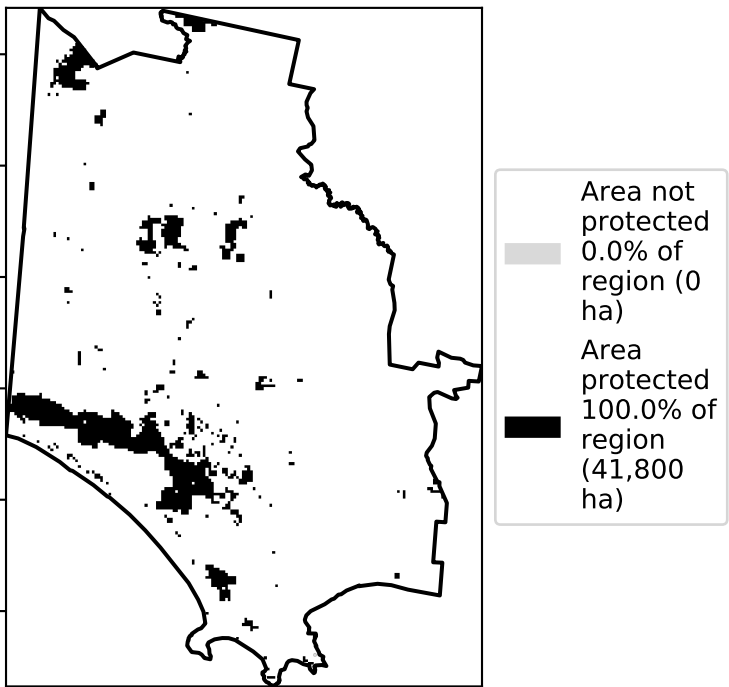 Area not
protected
0.0% of
region (0
ha)
Area
protected
100.0% of
region
(41,800
ha)